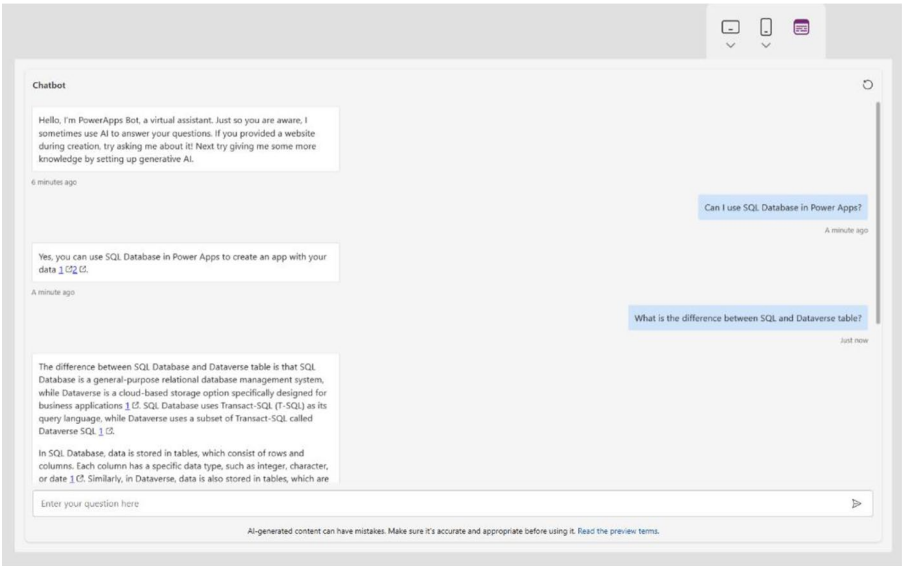 Chatbot
Hello, I'm PowerApps Bot, a virtual assistant. Just so you are aware, I
sometimes use AI to answer your questions. If you provided a website
during creation, try asking me about it! Next try giving me some more
knowledge by setting up generative AI.
6 minutes ago
Can I use SQL Database in Power Apps?
A minute ago
Yes, you can use SQL Database in Power Apps to create an app with your
data 1 2.
A minute ago
What is the difference between SQL and Dataverse table?
Just now
The difference between SQL Database and Dataverse table is that SQL
Database is a general-purpose relational database management system,
while Dataverse is a cloud-based storage option specifically designed for
business applications 1. SQL Database uses Transact-SQL (T-SQL) as its
query language, while Dataverse uses a subset of Transact-SQL called
Dataverse SQL 1.
In SQL Database, data is stored in tables, which consist of rows and
columns. Each column has a specific data type, such as integer, character,
or date 1. Similarly, in Dataverse, data is also stored in tables, which are
Enter your question here
AI-generated content can have mistakes. Make sure it's accurate and appropriate before using it. Read the preview terms.